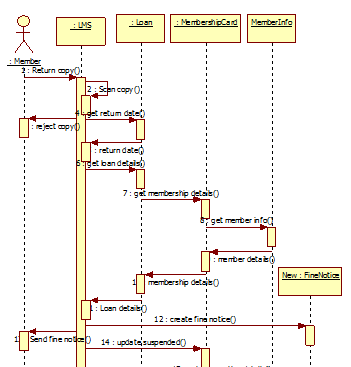 : LMS
: Loan
: MembershipCard
MemberInfo
: Member
: Return copy()
2 : Scan copy()
: get return date()
: reject copy()
: return date()
: get loan details()
7 : get membership details()
: get member info()
: member details()
membership details()
New : FineNotice
: Loan details()
12 : create fine notice()
Send fine notice()
14 : update suspended()